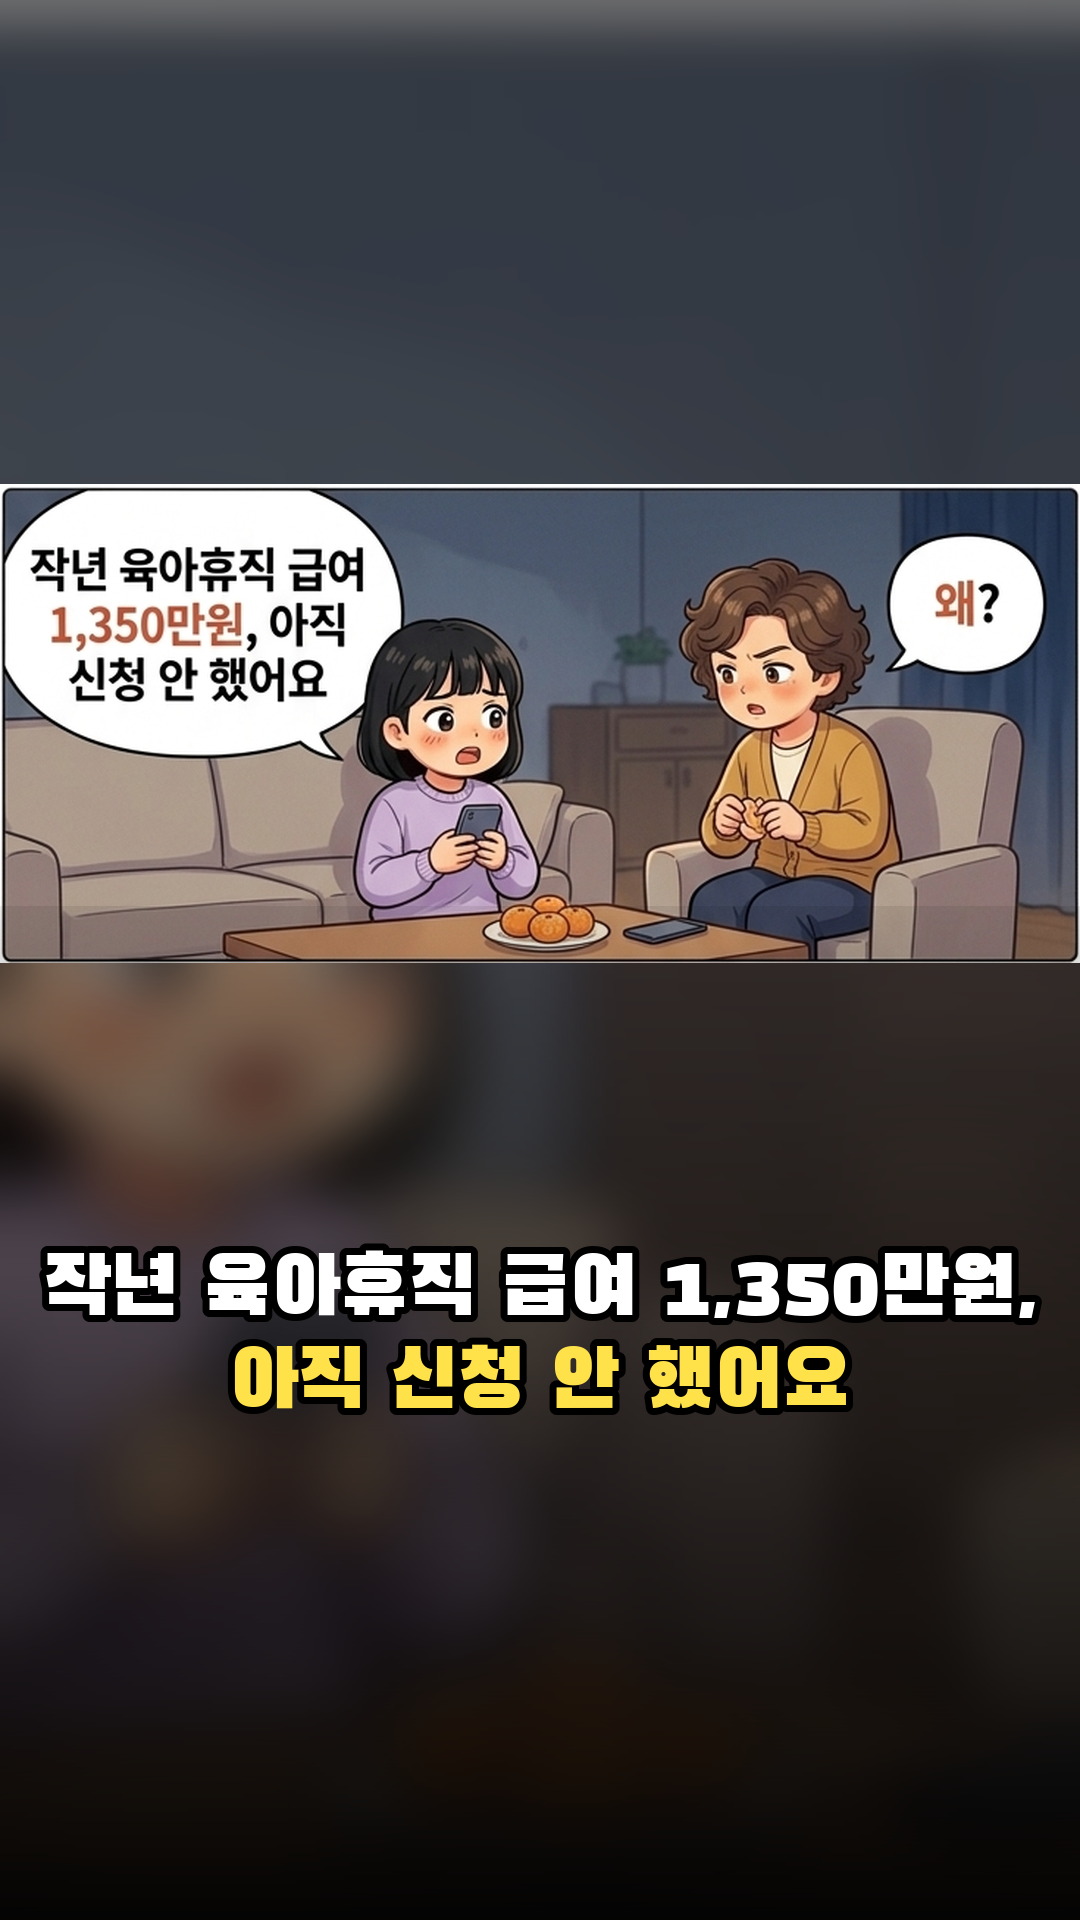 작년 육아휴직 급여
1,350만원, 아직
신청 안 했어요
왜?
작년 육아휴직 급여 1,350만원,
아직 신청 안 했어요